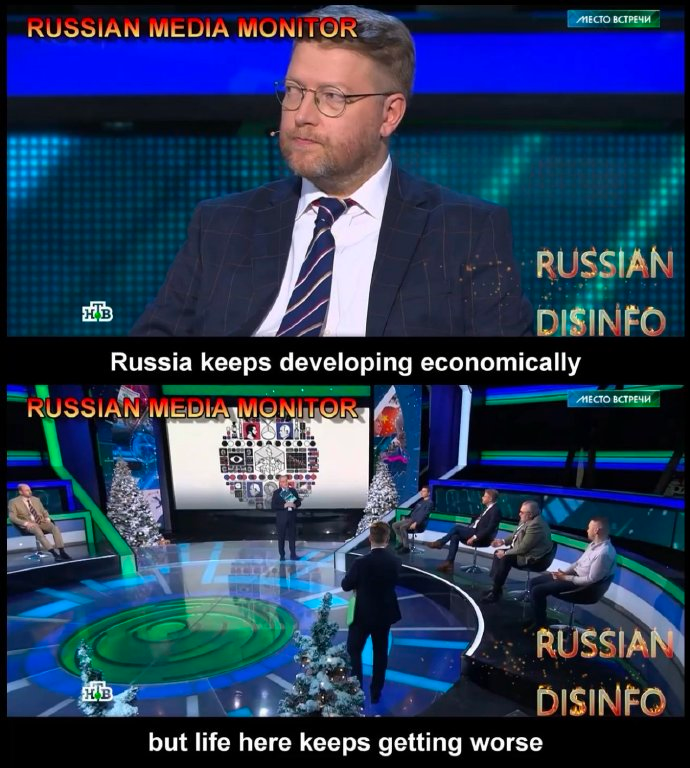 RUSSIAN MEDIA MONITOR
МЕСТО ВСТРЕЧИ
RUSSIAN
DISINFO
НТВ
Russia keeps developing economically
RUSSIAN MEDIA MONITOR
МЕСТО ВСТРЕЧИ
RUSSIAN
DISINFO
НТВ
but life here keeps getting worse